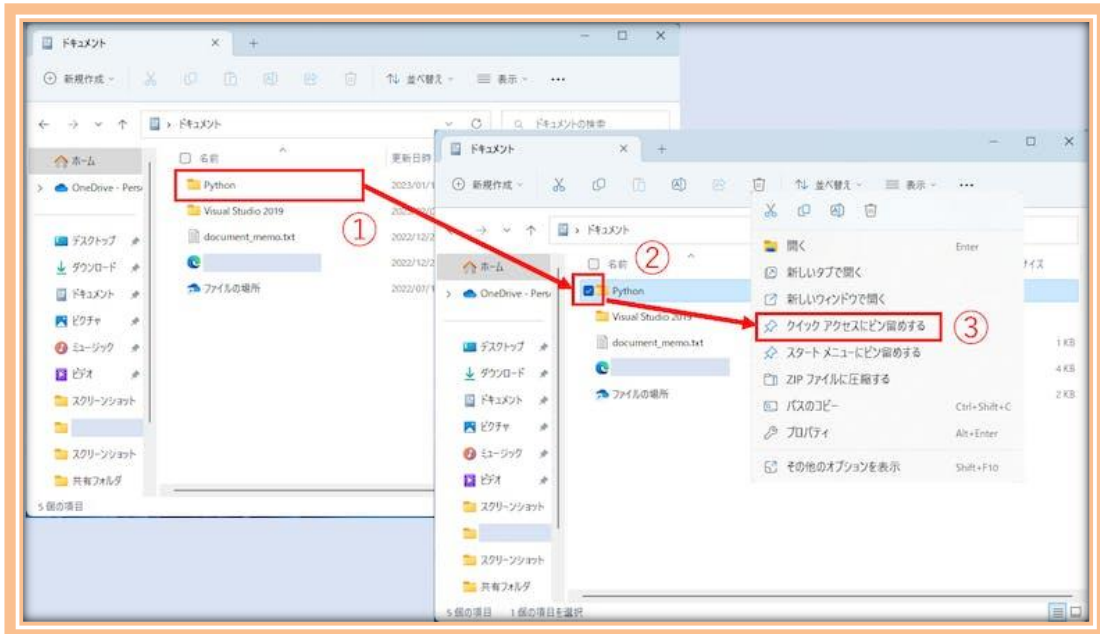 ドキュメント
新規作成
並べ替え
表示
ドキュメント
ドキュメントの検索
ホーム
名前
更新日時
OneDrive - Pers
Python
2023/01/1
Visual Studio 2019
①
document_memo.txt
2022/12/2
2022/12/2
デスクトップ
ファイルの場所
2022/07/1
ダウンロード
ドキュメント
ピクチャ
ミュージック
ビデオ
スクリーンショット
スクリーンショット
共有フォルダ
5 個の項目
ドキュメント
新規作成
並べ替え
表示
ドキュメント
ホーム
名前
②
サイズ
OneDrive - Pers
Python
Visual Studio 2019
デスクトップ
document_memo.txt
1 KB
ダウンロード
4 KB
ドキュメント
ファイルの場所
2 KB
ピクチャ
ミュージック
ビデオ
スクリーンショット
スクリーンショット
共有フォルダ
5 個の項目 1 個の項目を選択
開く Enter
新しいタブで開く
新しいウィンドウで開く
クイック アクセスにピン留めする
③
スタート メニューにピン留めする
ZIP ファイルに圧縮する
パスのコピー Ctrl+Shift+C
プロパティ Alt+Enter
その他のオプションを表示 Shift+F10